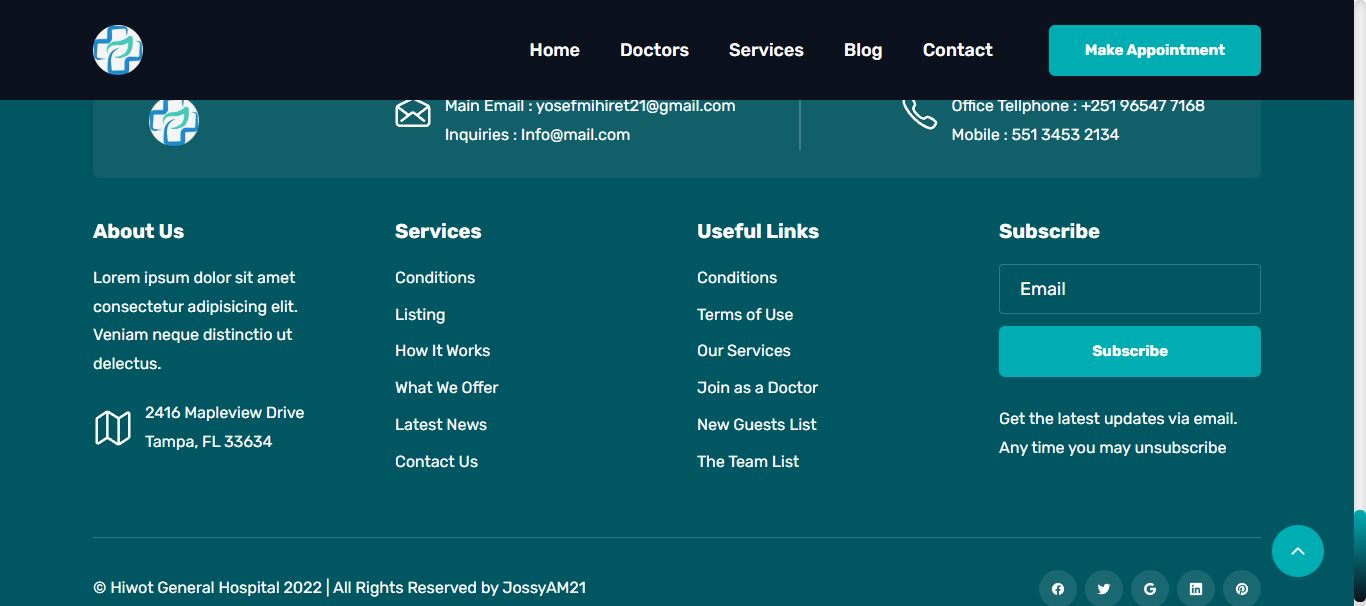 Home Doctors Services Blog Contact Make Appointment
Main Email : yosefmihiret21@gmail.com
Inquiries : Info@mail.com
Office Tellphone : +251 96547 7168
Mobile : 551 3453 2134
About Us
Lorem ipsum dolor sit amet
consectetur adipisicing elit.
Veniam neque distinctio ut
delectus.
2416 Mapleview Drive
Tampa, FL 33634
Services
Conditions
Listing
How It Works
What We Offer
Latest News
Contact Us
Useful Links
Conditions
Terms of Use
Our Services
Join as a Doctor
New Guests List
The Team List
Subscribe
Email
Subscribe
Get the latest updates via email.
Any time you may unsubscribe
© Hiwot General Hospital 2022 | All Rights Reserved by JossyAM21